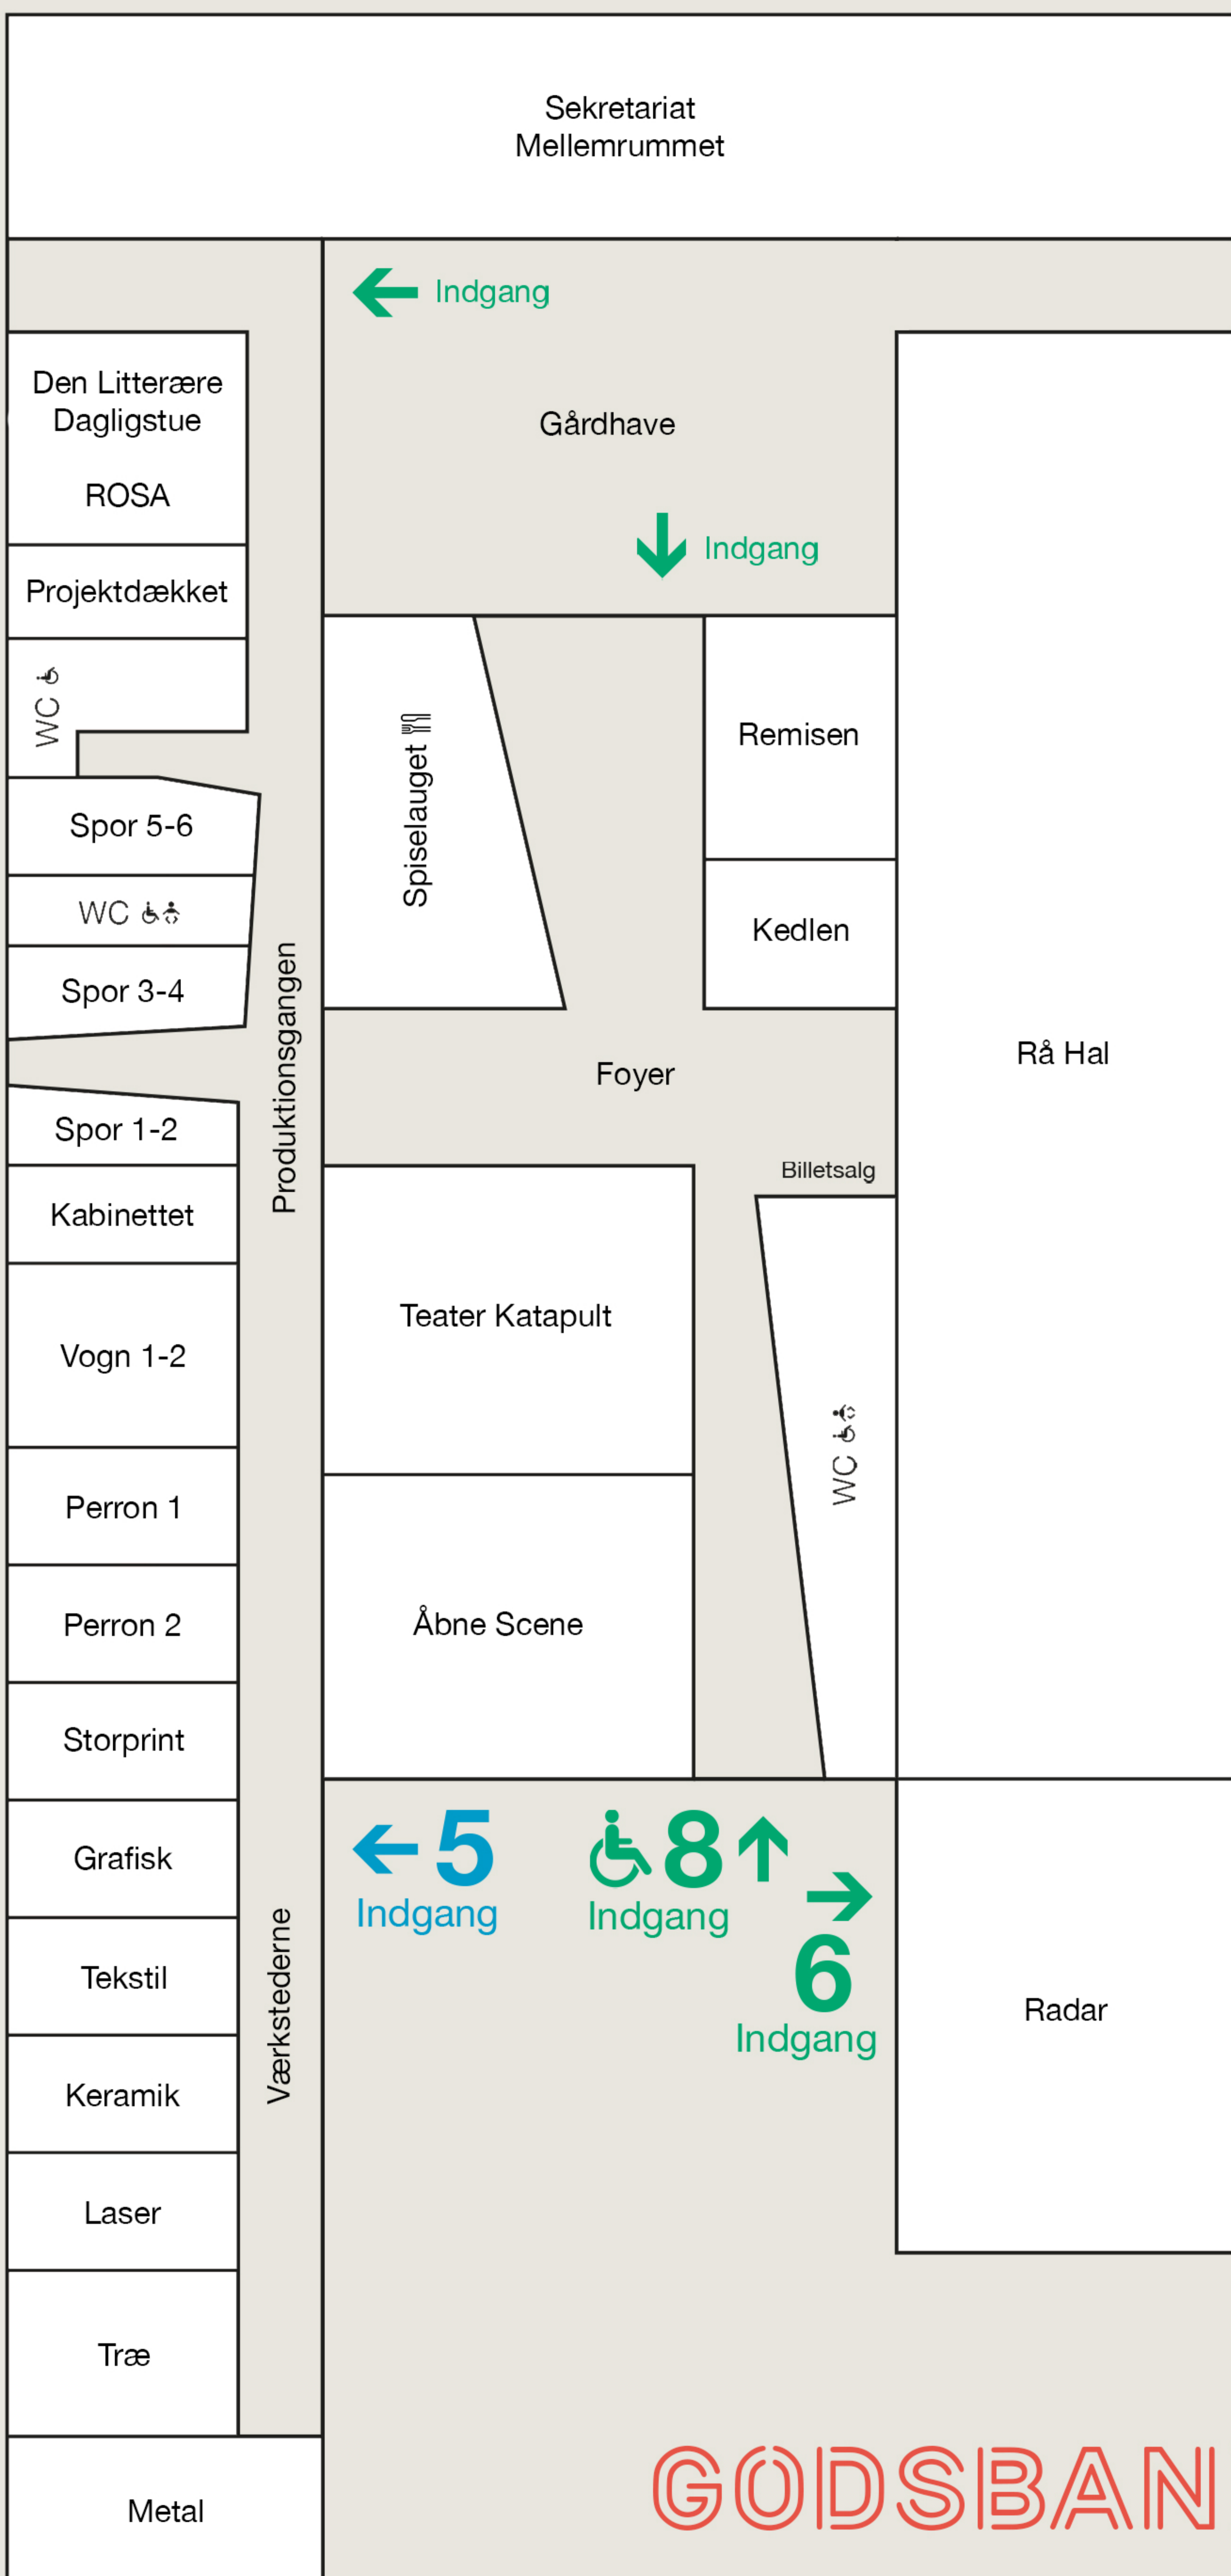 Sekretariat
Mellemrummet
Indgang
Den Litterære
Dagligstue
ROSA
Gårdhave
Indgang
Projektdækket
WC
Spiselauget
Remisen
Spor 5-6
WC
Kedlen
Spor 3-4
Produktionsgangen
Foyer
Rå Hal
Spor 1-2
Billetsalg
Kabinettet
Teater Katapult
Vogn 1-2
WC
Perron 1
Perron 2
Åbne Scene
Storprint
Grafisk
5
Indgang
8
Indgang
6
Indgang
Værkstederne
Tekstil
Radar
Keramik
Laser
Træ
Metal
GODSBAN